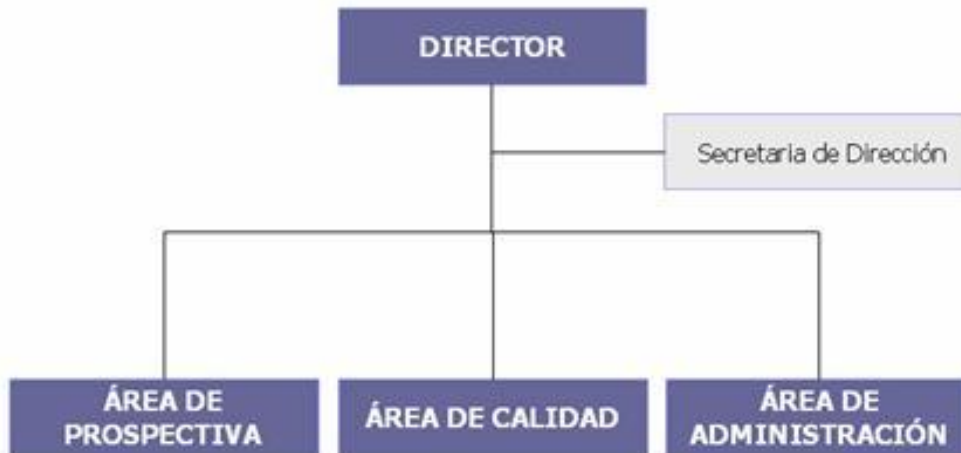 DIRECTOR
Secretaria de Dirección
ÁREA DE
PROSPECTIVA
ÁREA DE CALIDAD
ÁREA DE
ADMINISTRACIÓN